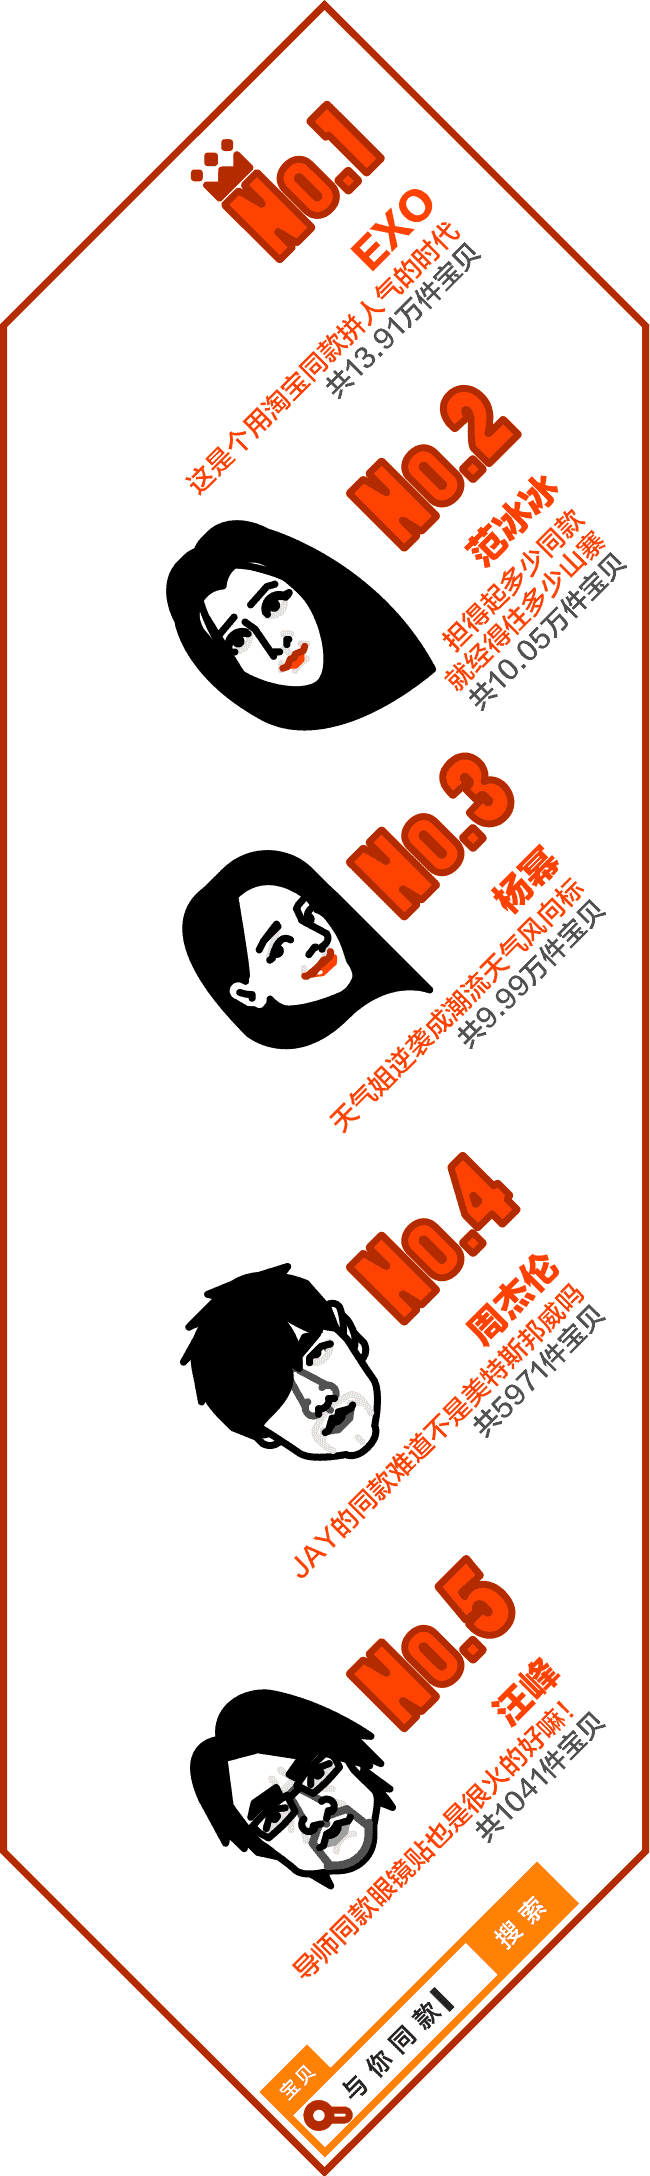 No.1
EXO
这是个用淘宝同款拼人气的时代
共13.91万件宝贝
No.2
范冰冰
担得起多少同款
就经得住多少山寨
共10.05万件宝贝
No.3
杨幂
天气姐逆袭成潮流天气风向标
共9.99万件宝贝
No.4
周杰伦
JAY的同款难道不是美特斯邦威吗
共5971件宝贝
No.5
汪峰
导师同款眼镜贴也是很火的好嘛！
共1041件宝贝
宝贝
与你同款
搜索